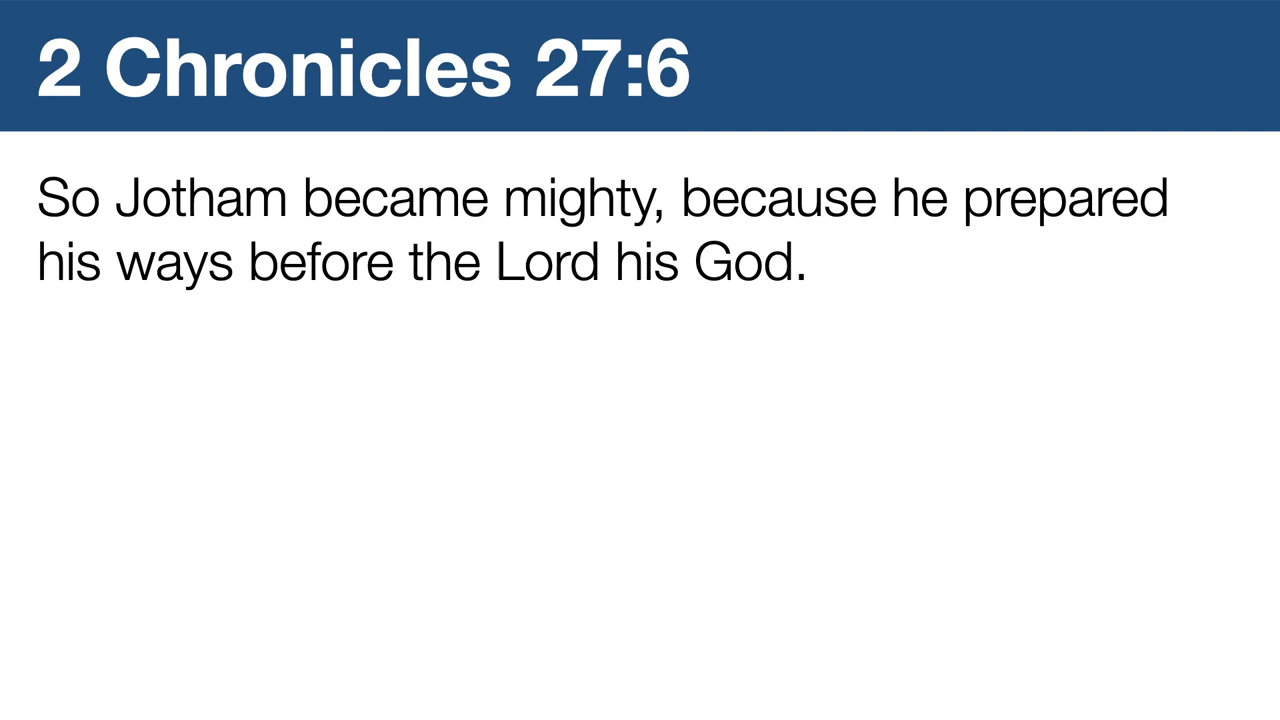 2 Chronicles 27:6
So Jotham became mighty, because he prepared
his ways before the Lord his God.